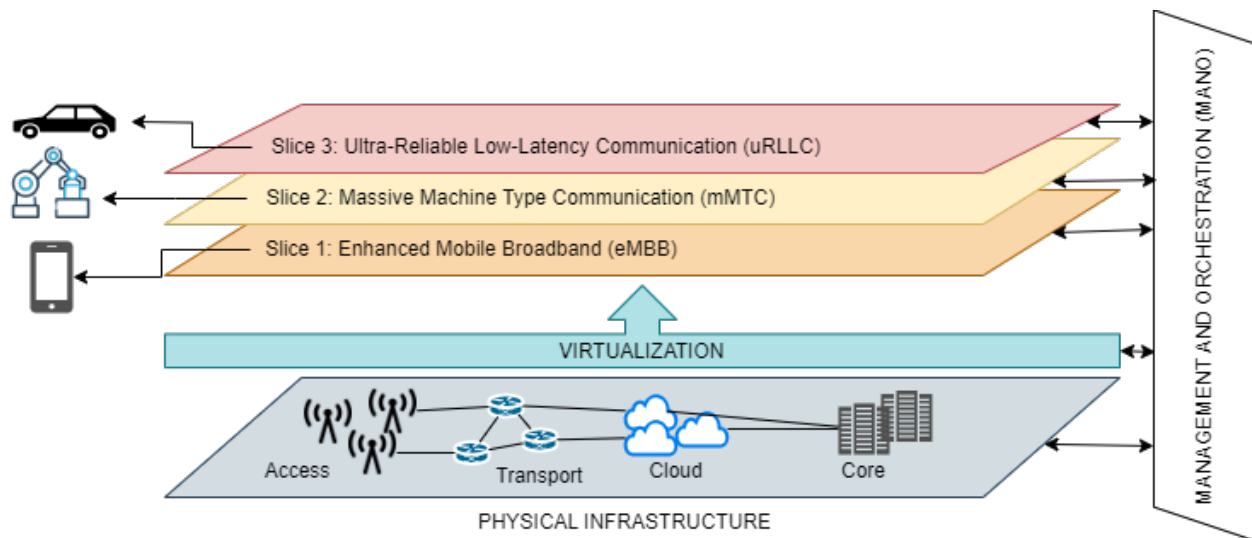 Slice 3: Ultra-Reliable Low-Latency Communication (uRLLC)
Slice 2: Massive Machine Type Communication (mMTC)
Slice 1: Enhanced Mobile Broadband (eMBB)
VIRTUALIZATION
Access
Transport
Cloud
Core
PHYSICAL INFRASTRUCTURE
MANAGEMENT AND ORCHESTRATION (MANO)